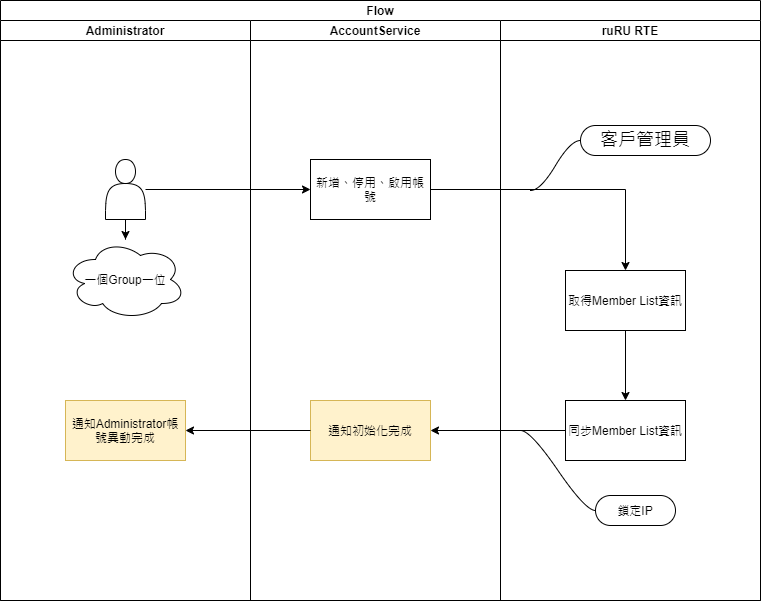 Flow
Administrator
AccountService
ruRU RTE
客戶管理員
新增、停用、啟用帳
號
一個Group一位
取得Member List資訊
通知Administrator帳
號異動完成
通知初始化完成
同步Member List資訊
鎖定IP